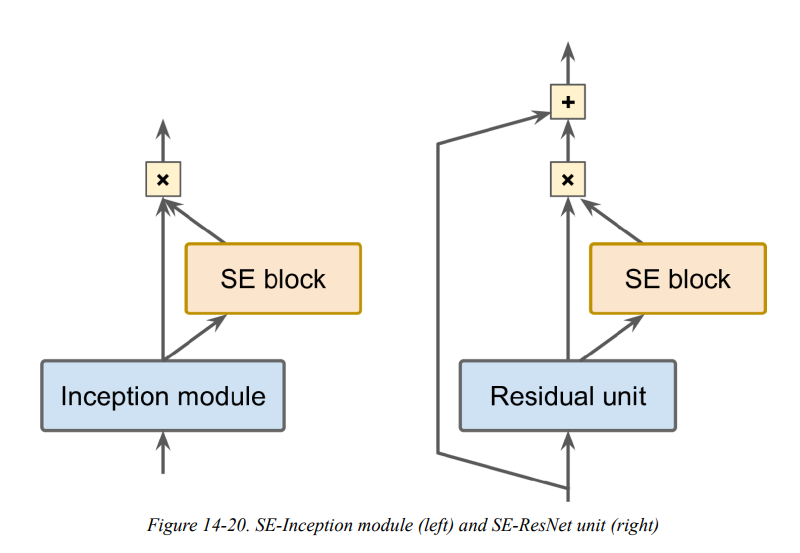 +
×
×
SE block
SE block
Inception module
Residual unit
Figure 14-20. SE-Inception module (left) and SE-ResNet unit (right)